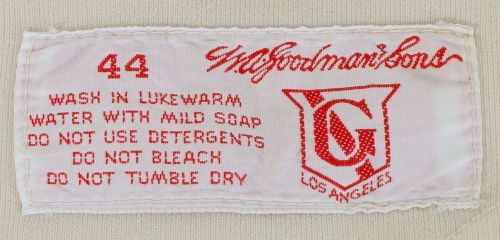 44
W.A. Goodman & Sons
WASH IN LUKEWARM
WATER WITH MILD SOAP
DO NOT USE DETERGENTS
DO NOT BLEACH
DO NOT TUMBLE DRY
G
LOS ANGELES